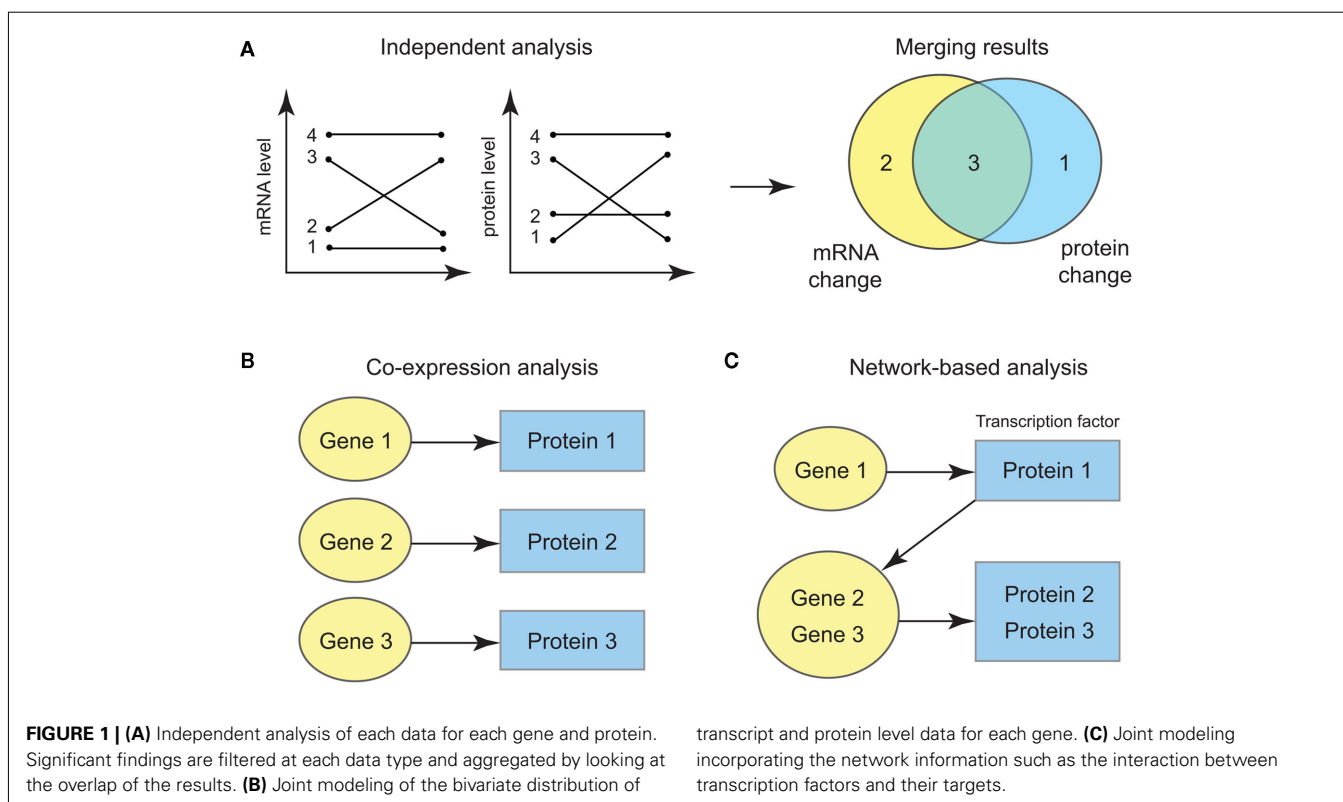 A
Independent analysis
Merging results
mRNA level
4
3
2
1
protein level
4
3
2
1
2
3
1
mRNA
change
protein
change
B
Co-expression analysis
Gene 1
Protein 1
Gene 2
Protein 2
Gene 3
Protein 3
C
Network-based analysis
Transcription factor
Gene 1
Protein 1
Gene 2
Gene 3
Protein 2
Protein 3
FIGURE 1 | (A) Independent analysis of each data for each gene and protein.
Significant findings are filtered at each data type and aggregated by looking at
the overlap of the results. (B) Joint modeling of the bivariate distribution of
transcript and protein level data for each gene. (C) Joint modeling
incorporating the network information such as the interaction between
transcription factors and their targets.